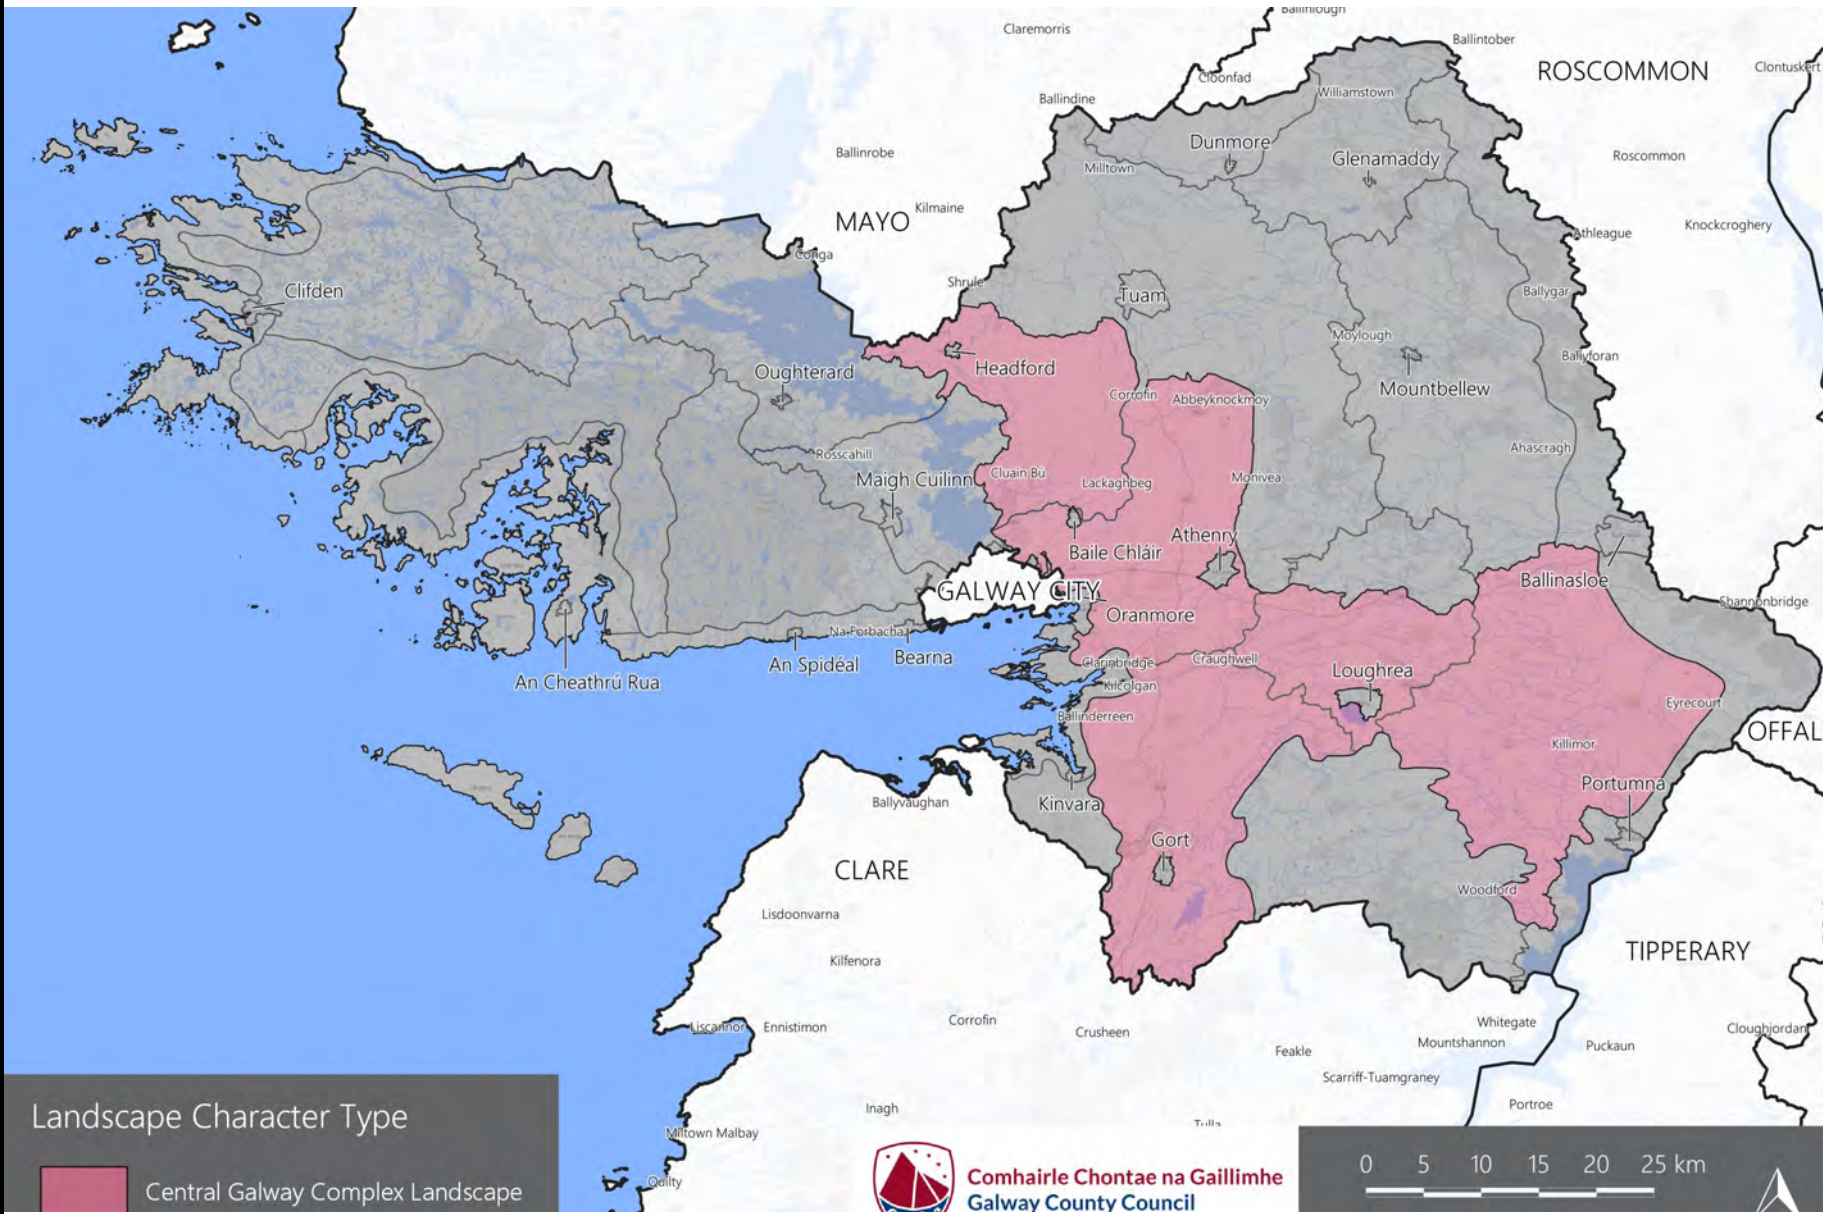 Ballinlough
Claremorris
Ballintober
ROSCOMMON
Clontuskert
Cloonfad
Williamstown
Ballindine
Dunmore
Glenamaddy
Roscommon
Ballinrobe
Milltown
MAYO
Kilmaine
Knockcroghery
Athleague
Conga
Shrule
Clifden
Tuam
Ballygar
Moylough
Ballyforan
Headford
Oughterard
Mountbellew
Corrofin
Abbeyknockmoy
Ahascragh
Rosscahill
Maigh Cuilinn
Cluain Bú
Lackaghbeg
Monivea
Athenry
Baile Chláir
Ballinasloe
GALWAY CITY
Shannonbridge
Oranmore
Na Forbacha
Bearna
An Spidéal
Clarinbridge
Craughwell
An Cheathrú Rua
Loughrea
Kilcolgan
Eyrecourt
Ballinderreen
OFFAL
Killimor
Portumna
Ballyvaughan
Kinvara
Gort
CLARE
Woodford
Lisdoonvarna
TIPPERARY
Kilfenora
Liscannor
Ennistimon
Corrofin
Crusheen
Whitegate
Cloughjordan
Mountshannon
Puckaun
Feakle
Scarriff-Tuamgraney
Inagh
Portroe
Tulla
Miltown Malbay
Quilty
Landscape Character Type
Central Galway Complex Landscape
Comhairle Chontae na Gaillimhe
Galway County Council
0 5 10 15 20 25 km